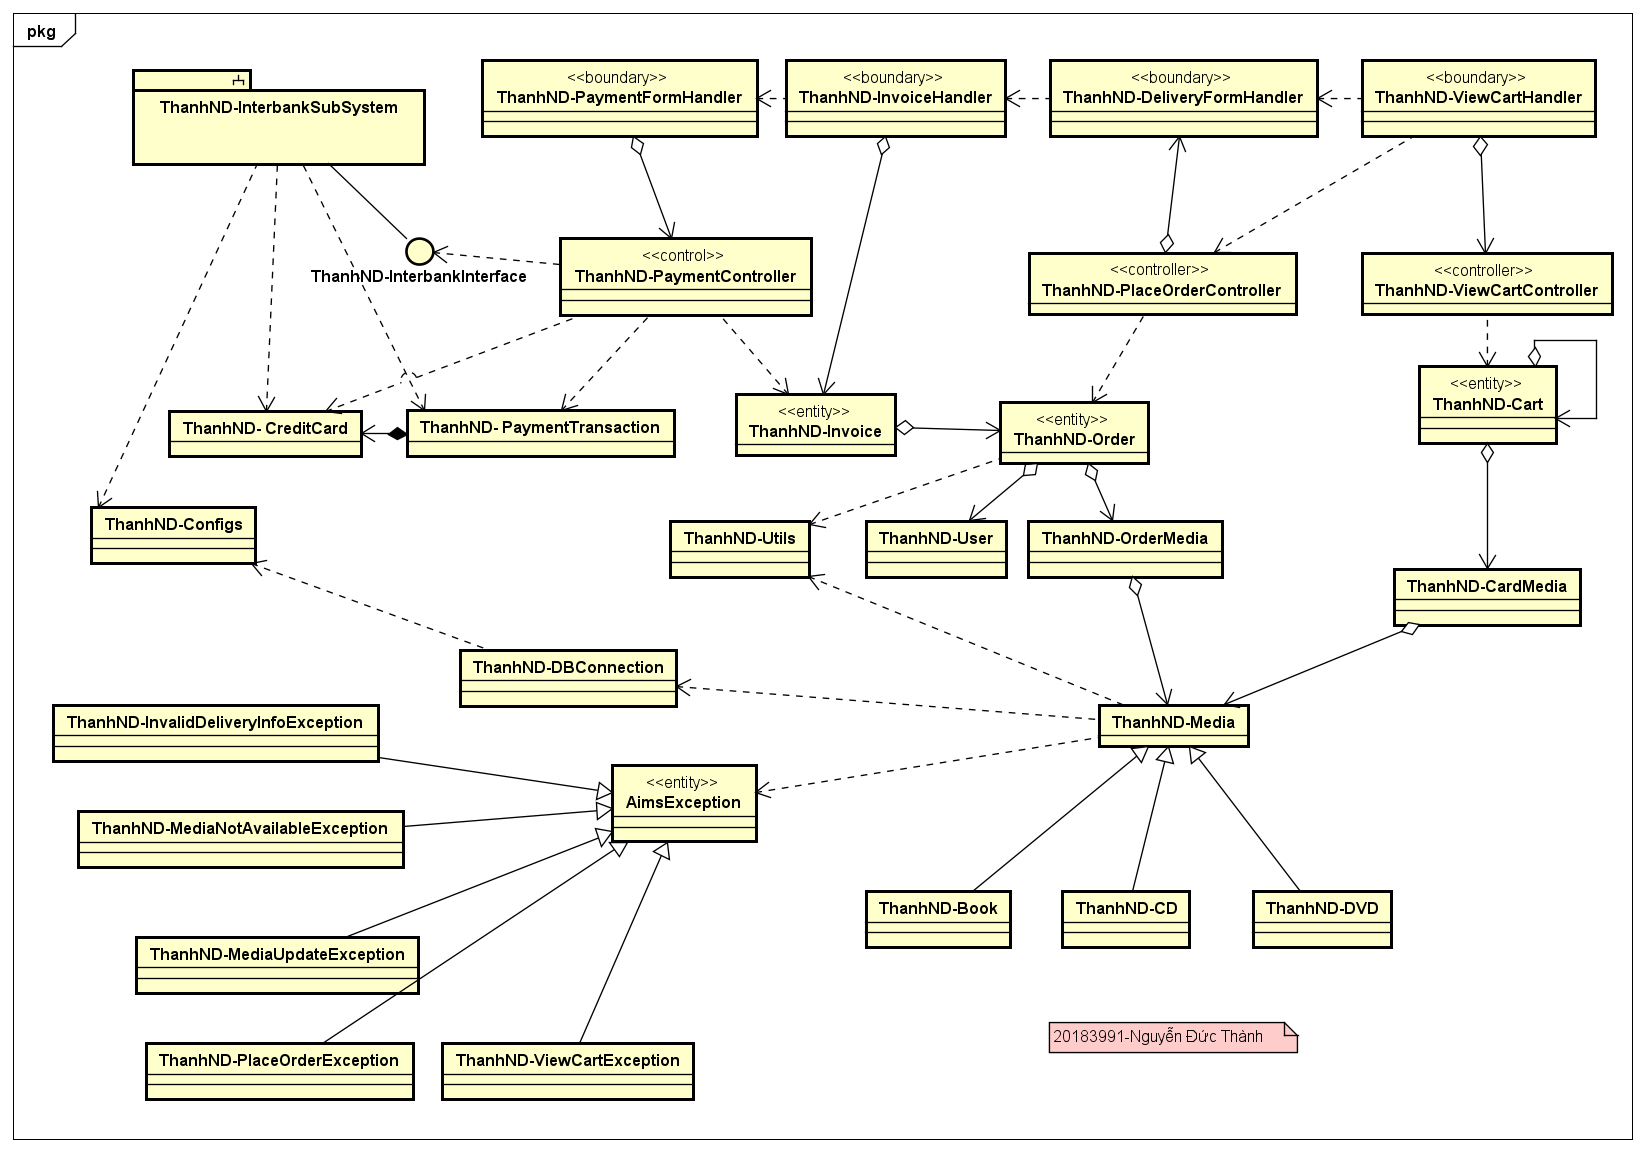 pkg
ThanhND-InterbankSubSystem
<<boundary>>
ThanhND-PaymentFormHandler
<<boundary>>
ThanhND-InvoiceHandler
<<boundary>>
ThanhND-DeliveryFormHandler
<<boundary>>
ThanhND-ViewCartHandler
ThanhND-InterbankInterface
<<control>>
ThanhND-PaymentController
<<controller>>
ThanhND-PlaceOrderController
<<controller>>
ThanhND-ViewCartController
ThanhND- CreditCard
ThanhND- PaymentTransaction
<<entity>>
ThanhND-Invoice
<<entity>>
ThanhND-Order
<<entity>>
ThanhND-Cart
ThanhND-Configs
ThanhND-Utils
ThanhND-User
ThanhND-OrderMedia
ThanhND-CardMedia
ThanhND-DBConnection
ThanhND-InvalidDeliveryInfoException
ThanhND-Media
<<entity>>
AimsException
ThanhND-MediaNotAvailableException
ThanhND-Book
ThanhND-CD
ThanhND-DVD
ThanhND-MediaUpdateException
20183991-Nguyễn Đức Thành
ThanhND-PlaceOrderException
ThanhND-ViewCartException